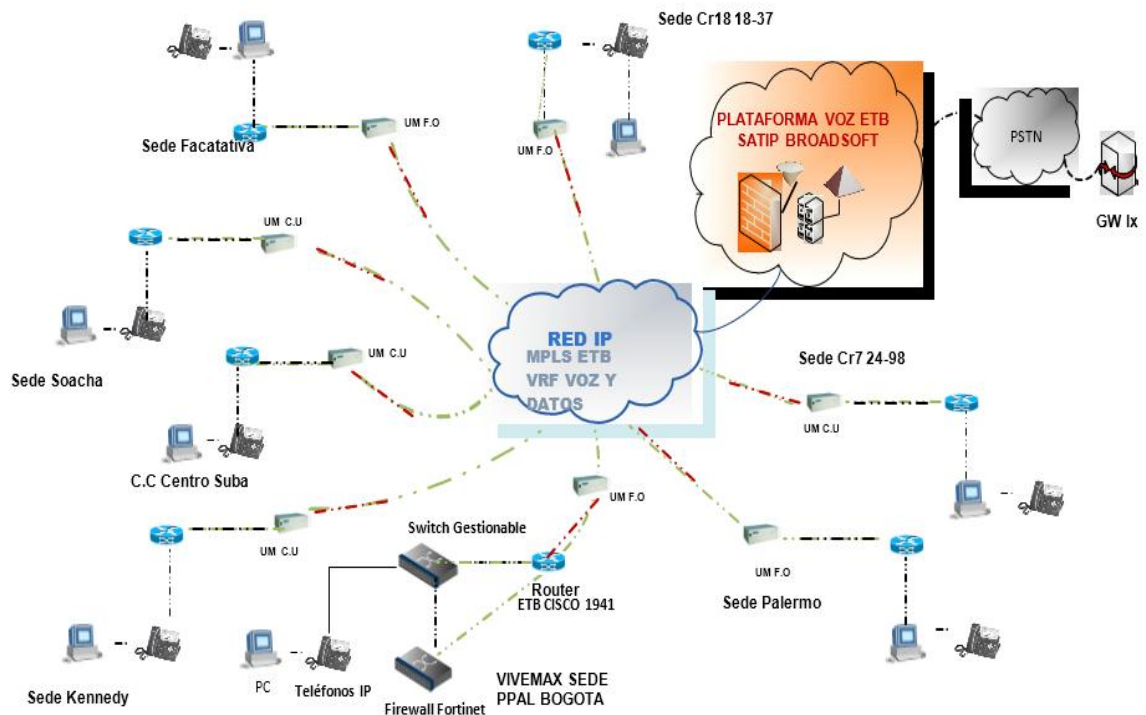 Sede Cr18 18-37
PLATAFORMA VOZ ETB
SATIP BROADSOFT
PSTN
GW Ix
UM F.O
Sede Facatativa
UM F.O
UM C.U
Sede Soacha
UM C.U
C.C Centro Suba
RED IP
MPLS ETB
VRF VOZ Y
DATOS
Sede Cr7 24-98
UM C.U
UM C.U
Sede Kennedy
UM F.O
Switch Gestionable
Router
ETB CISCO 1941
PC
Teléfonos IP
Firewall Fortinet
VIVEMAX SEDE
PPAL BOGOTA
UM F.O
Sede Palermo